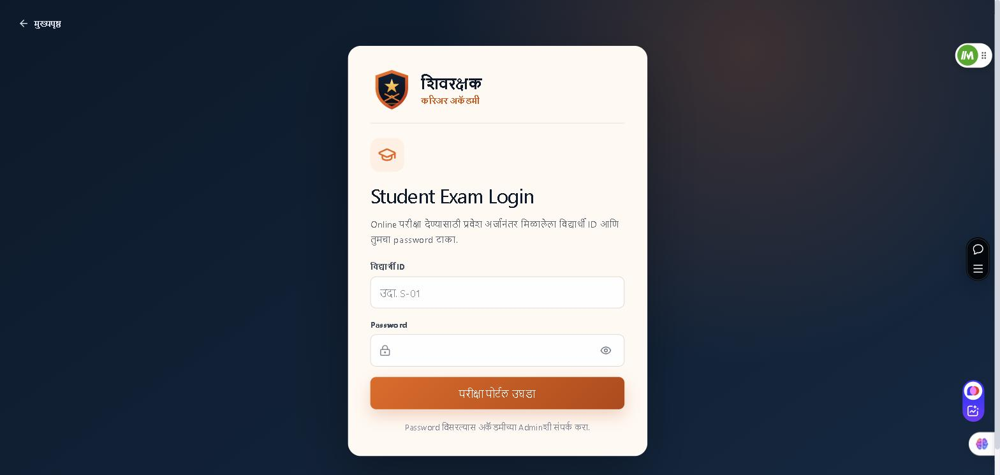 मुख्यपृष्ठ
शिवरक्षक
करिअर अकॅडमी
Student Exam Login
Online परीक्षा देण्यासाठी प्रवेश अर्जानंतर मिळालेला विद्यार्थी ID आणि
तुमचा password टाका.
विद्यार्थी ID
उदा. S-01
Password
परीक्षा पोर्टल उघडा
Password विसरल्यास अकॅडमीच्या Adminशी संपर्क करा.